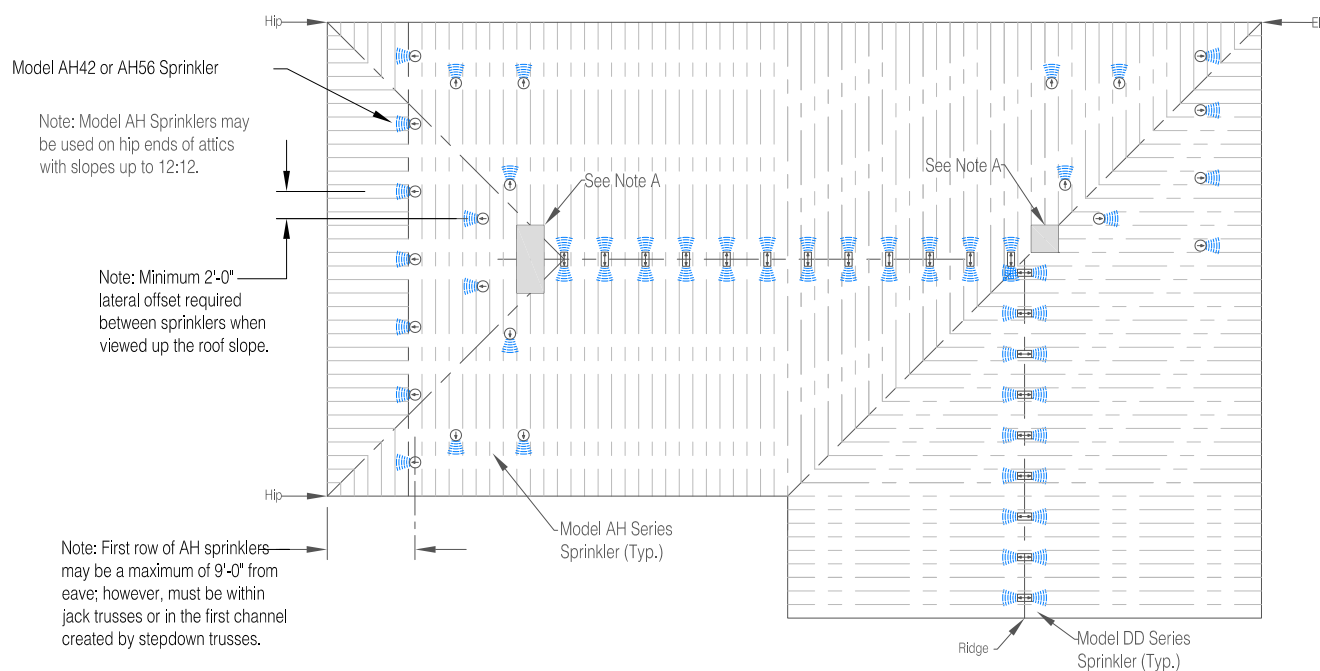 Hip
Model AH42 or AH56 Sprinkler
Note: Model AH Sprinklers may
be used on hip ends of attics
with slopes up to 12:12.
See Note A
See Note A
Note: Minimum 2'-0"
lateral offset required
between sprinklers when
viewed up the roof slope.
Hip
Model AH Series
Sprinkler (Typ.)
Note: First row of AH sprinklers
may be a maximum of 9'-0" from
eave; however, must be within
jack trusses or in the first channel
created by stepdown trusses.
Ridge
Model DD Series
Sprinkler (Typ.)